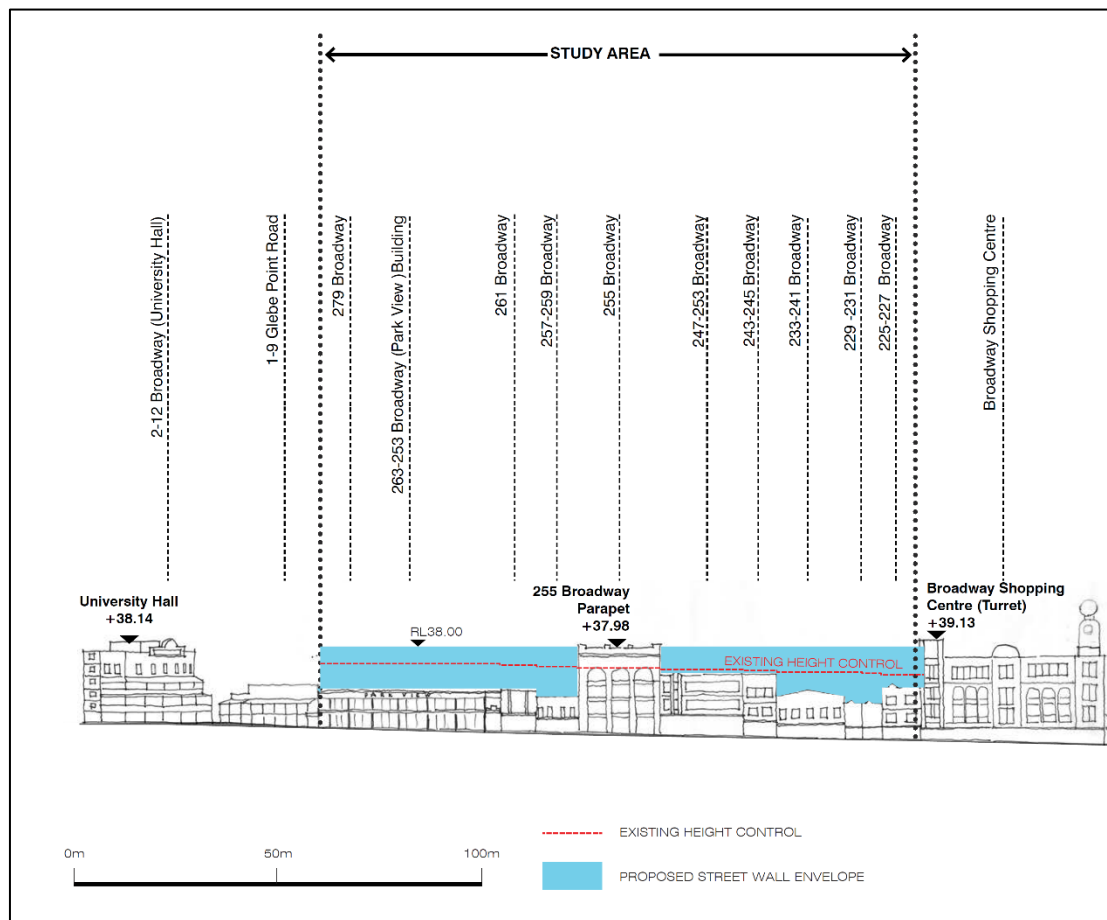 STUDY AREA
2-12 Broadway (University Hall)
1-9 Glebe Point Road
279 Broadway
263-253 Broadway (Park View )Building
261 Broadway
257-259 Broadway
255 Broadway
247-253 Broadway
243-245 Broadway
233-241 Broadway
229 -231 Broadway
225-227 Broadway
Broadway Shopping Centre
University Hall
+38.14
RL38.00
255 Broadway
Parapet
+37.98
Broadway Shopping
Centre (Turret)
+39.13
EXISTING HEIGHT CONTROL
0m
50m
100m
EXISTING HEIGHT CONTROL
PROPOSED STREET WALL ENVELOPE